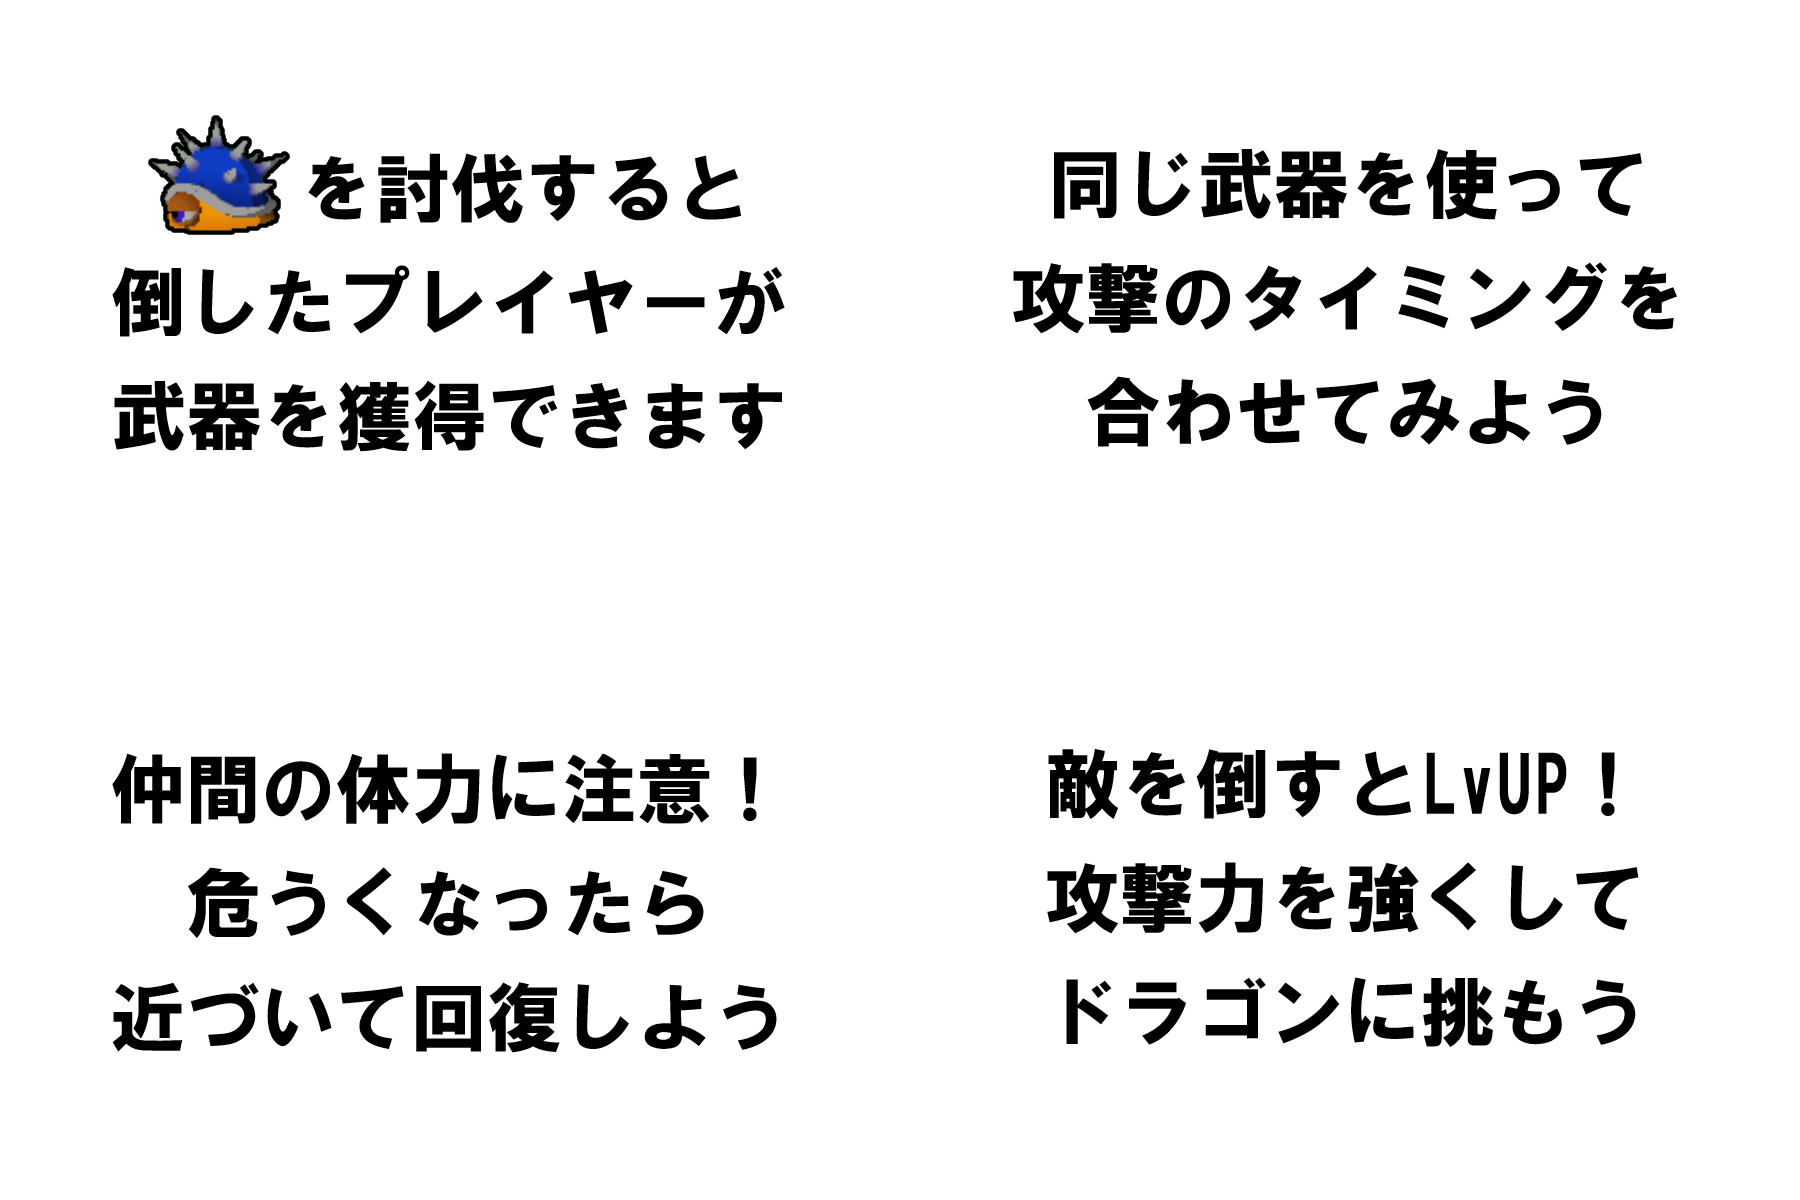 を討伐すると
倒したプレイヤーが
武器を獲得できます
同じ武器を使って
攻撃のタイミングを
合わせてみよう
仲間の体力に注意！
危うくなったら
近づいて回復しよう
敵を倒すとLvUP！
攻撃力を強くして
ドラゴンに挑もう